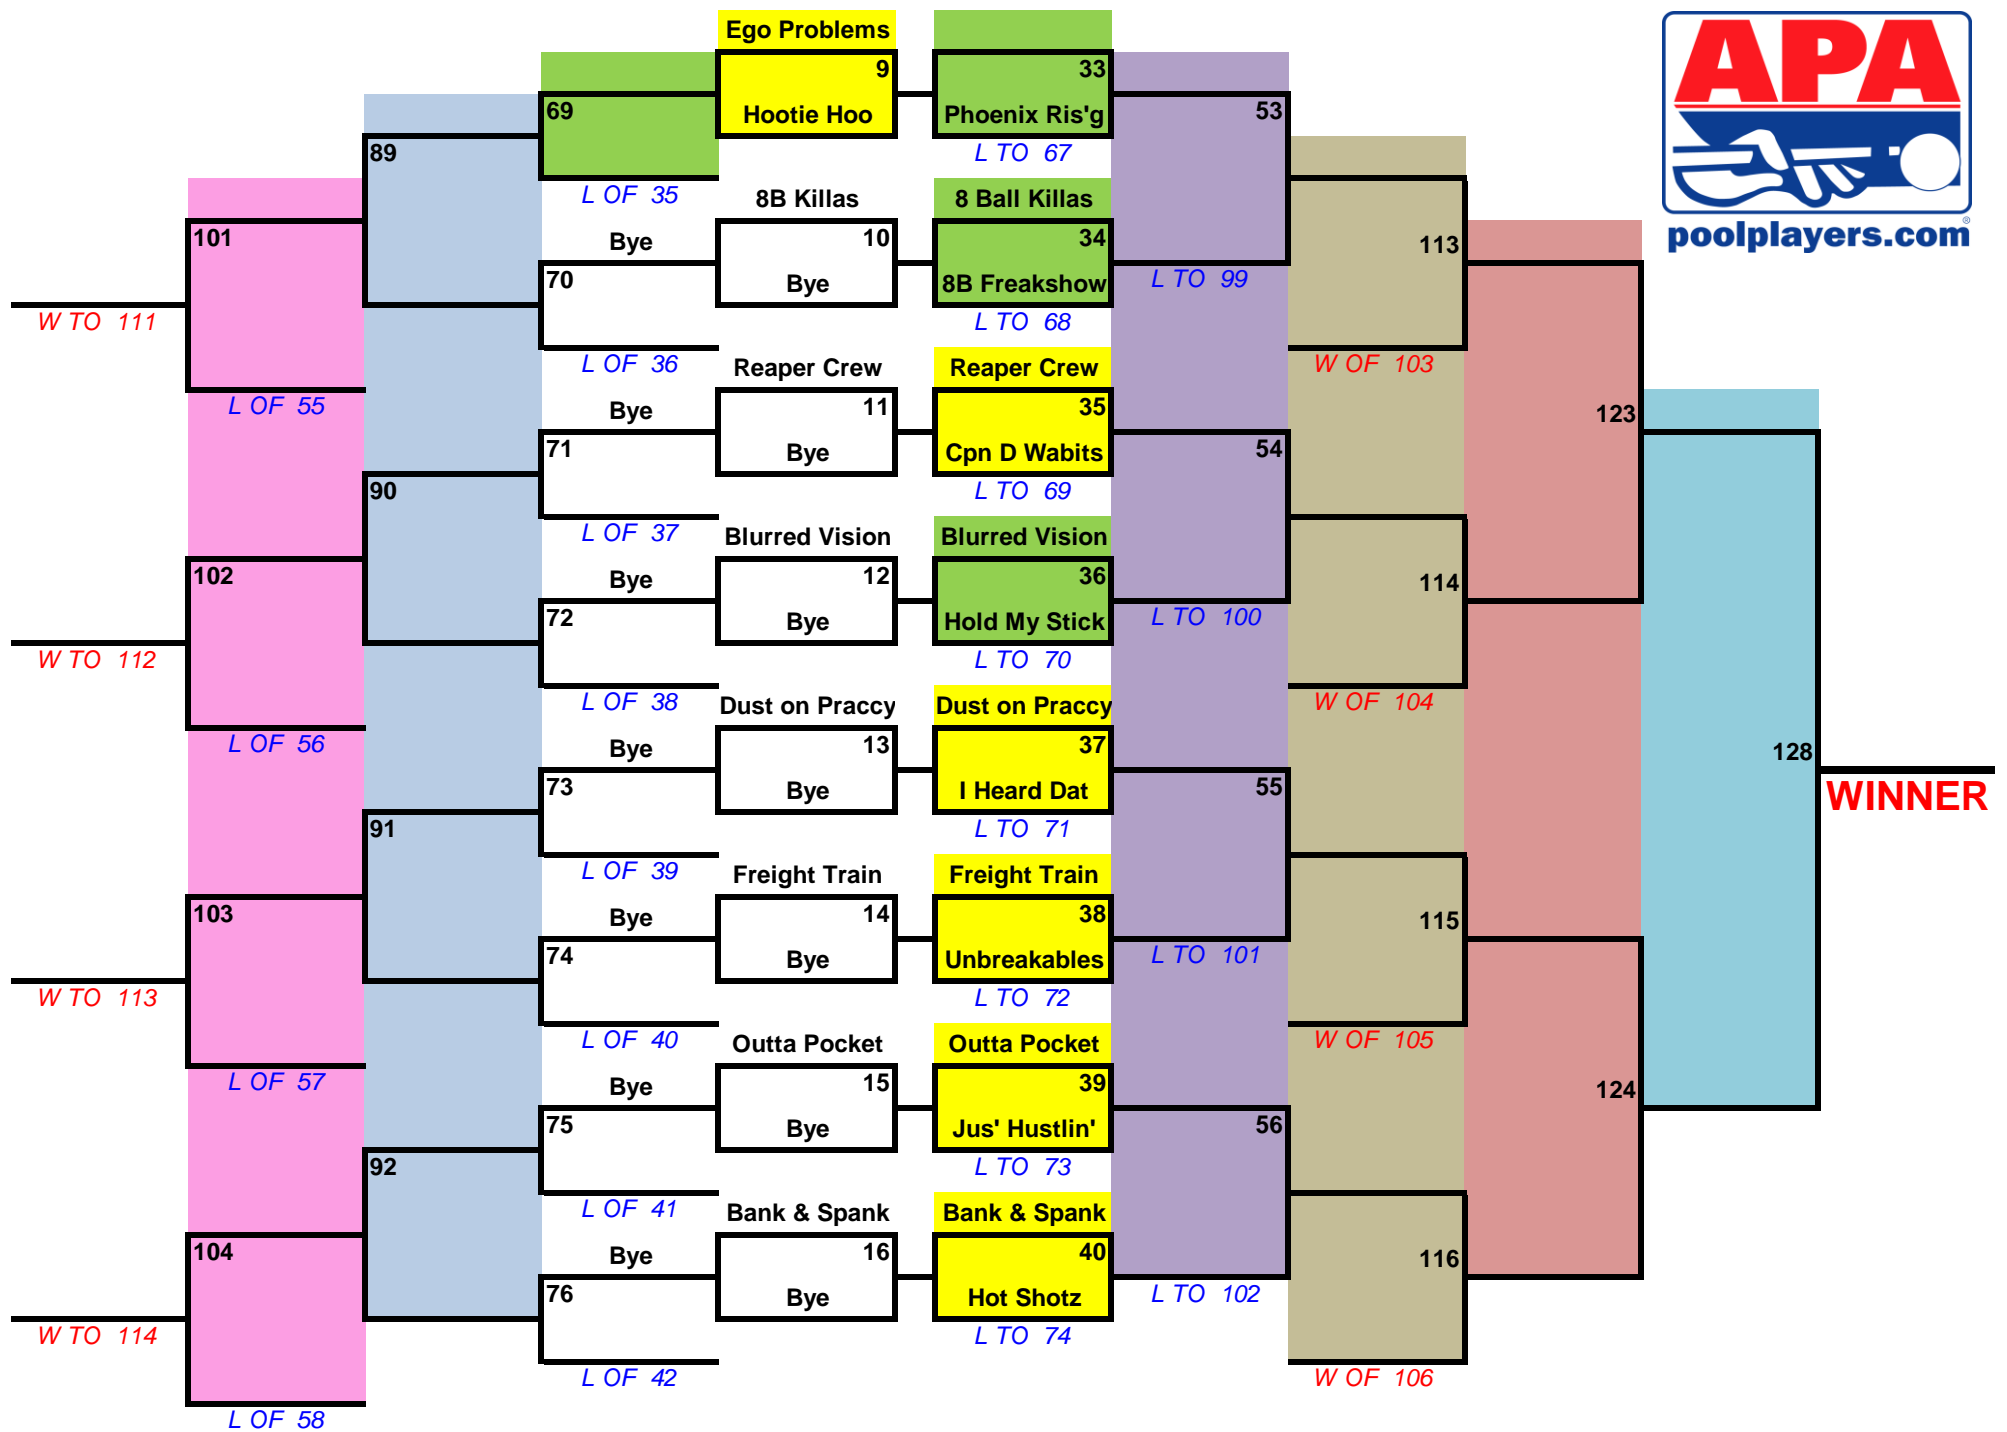 Ego Problems
9
33
69
Hootie Hoo
Phoenix Ris'g
53
89
L TO 67
L OF 35
8B Killas
8 Ball Killas
101
Bye
10
34
113
70
Bye
8B Freakshow
L TO 99
W TO 111
L TO 68
L OF 36
Reaper Crew
Reaper Crew
W OF 103
L OF 55
Bye
11
35
123
71
Bye
Cpn D Wabits
54
90
L TO 69
L OF 37
Blurred Vision
Blurred Vision
102
Bye
12
36
114
72
Bye
Hold My Stick
L TO 100
W TO 112
L TO 70
L OF 38
Dust on Praccy
Dust on Praccy
W OF 104
L OF 56
Bye
13
37
128
73
Bye
I Heard Dat
55
WINNER
91
L TO 71
L OF 39
Freight Train
Freight Train
103
Bye
14
38
115
74
Bye
Unbreakables
L TO 101
W TO 113
L TO 72
L OF 40
Outta Pocket
Outta Pocket
W OF 105
L OF 57
Bye
15
39
124
75
Bye
Jus' Hustlin'
56
92
L TO 73
L OF 41
Bank & Spank
Bank & Spank
104
Bye
16
40
116
76
Bye
Hot Shotz
L TO 102
W TO 114
L TO 74
L OF 42
W OF 106
L OF 58
APA
poolplayers.com®